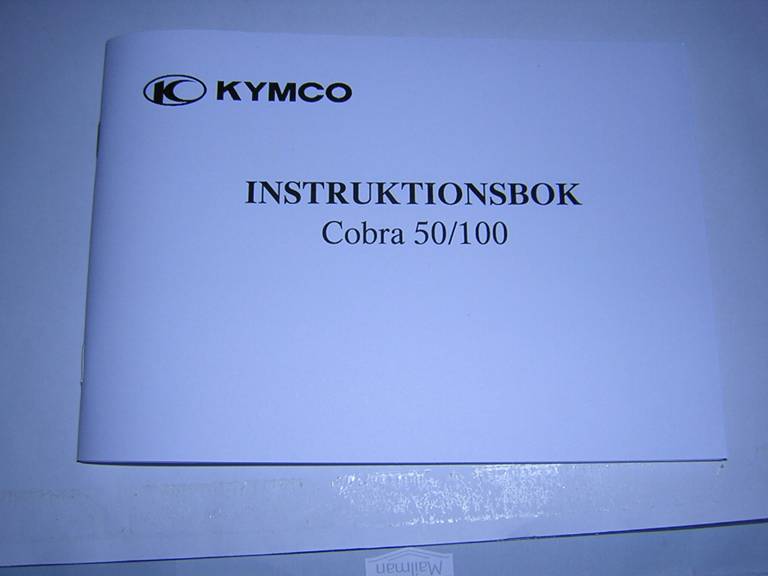 KYMCO
INSTRUKTIONSBOK
Cobra 50/100
Mailman